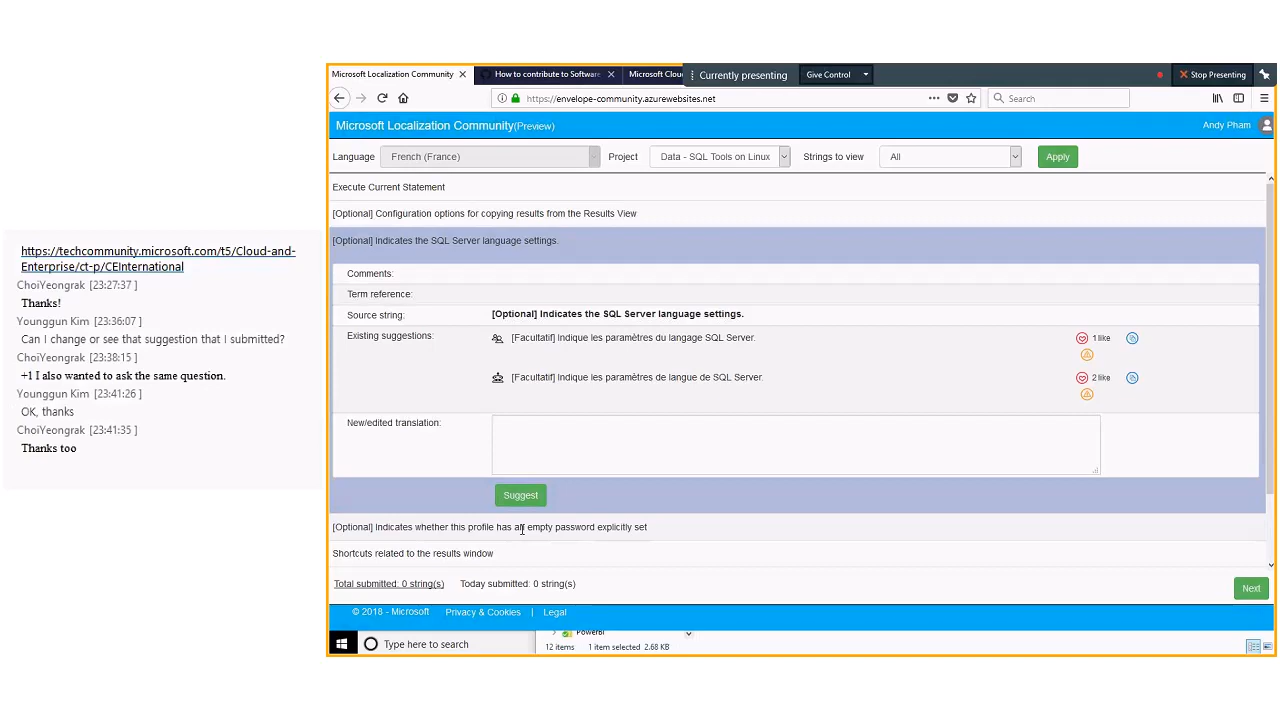 https://techcommunity.microsoft.com/t5/Cloud-and-
Enterprise/ct-p/CEInternational
ChoiYeongrak [23:27:37 ]
Thanks!
Younggun Kim [23:36:07 ]
Can I change or see that suggestion that I submitted?
ChoiYeongrak [23:38:15 ]
+1 I also wanted to ask the same question.
Younggun Kim [23:41:26 ]
OK, thanks
ChoiYeongrak [23:41:35 ]
Thanks too
Microsoft Localization Community
How to contribute to Software
Microsoft Clou
Currently presenting
Give Control
Stop Presenting
https://envelope-community.azurewebsites.net
Search
Microsoft Localization Community(Preview)
Andy Pham
Language French (France) Project Data - SQL Tools on Linux Strings to view All Apply
Execute Current Statement
[Optional] Configuration options for copying results from the Results View
[Optional] Indicates the SQL Server language settings.
Comments:
Term reference:
Source string: [Optional] Indicates the SQL Server language settings.
Existing suggestions: [Facultatif] Indique les paramètres du langage SQL Server. 1 like
[Facultatif] Indique les paramètres de langue de SQL Server. 2 like
New/edited translation:
Suggest
[Optional] Indicates whether this profile has an empty password explicitly set
Shortcuts related to the results window
Total submitted: 0 string(s) Today submitted: 0 string(s)
Next
© 2018 - Microsoft Privacy & Cookies | Legal
PowerBI
Type here to search
12 items 1 item selected 2.68 KB